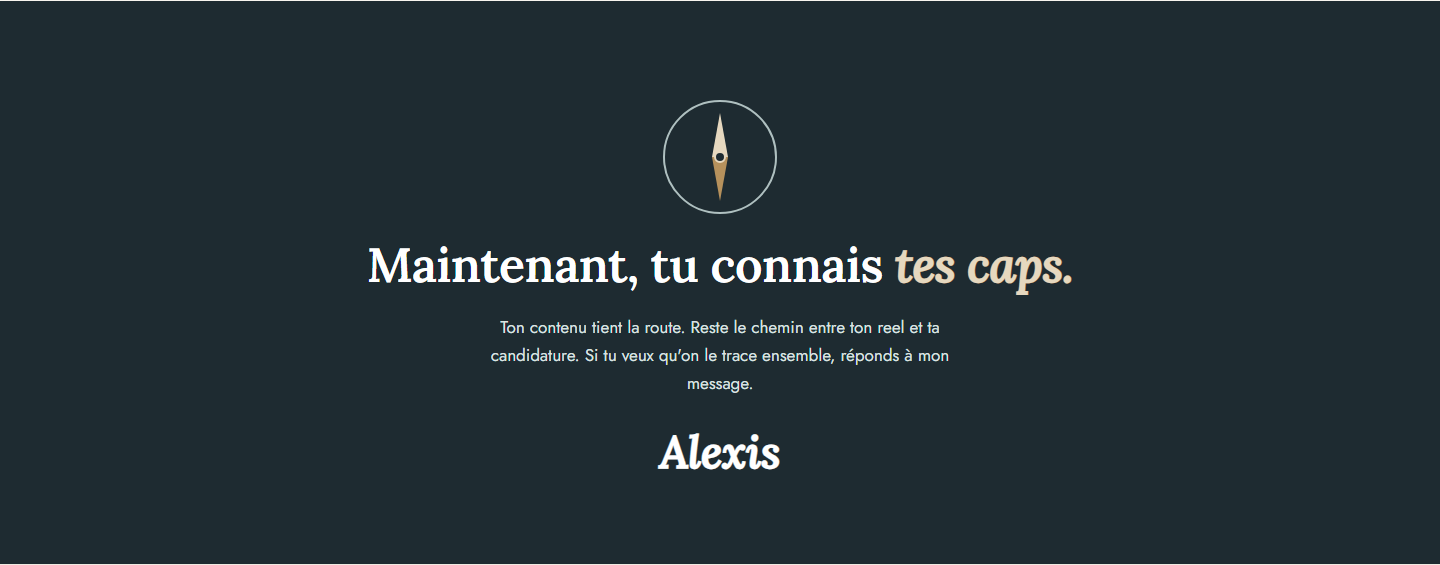 Maintenant, tu connais tes caps.
Ton contenu tient la route. Reste le chemin entre ton reel et ta
candidature. Si tu veux qu'on le trace ensemble, réponds à mon
message.
Alexis